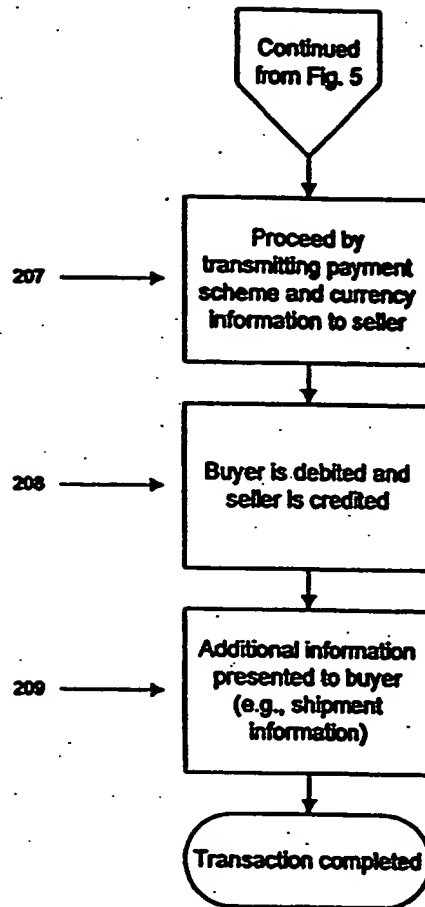 Continued
from Fig. 5
207
Proceed by
transmitting payment
scheme and currency
information to seller
208
Buyer is debited and
seller is credited
209
Additional information
presented to buyer
(e.g., shipment
information)
Transaction completed